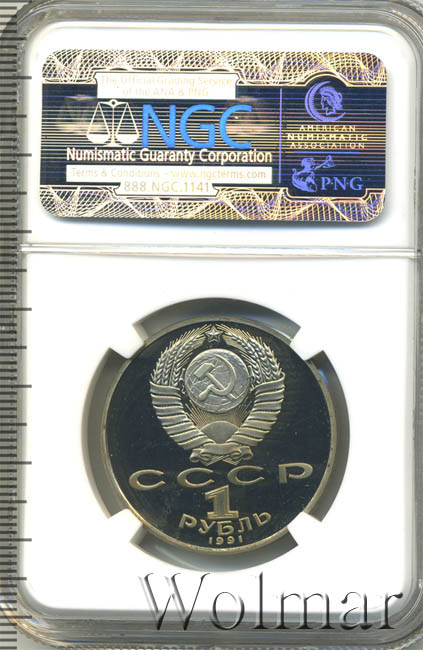 The Official Grading Service
of the ANA & PNG
NGC
Numismatic Guaranty Corporation
Terms & Conditions - www.ngcterms.com
888.NGC.1141
AMERICAN
NUMISMATIC
ASSOCIATION
PNG
СССР
1
РУБЛЬ
1991
Wolmar